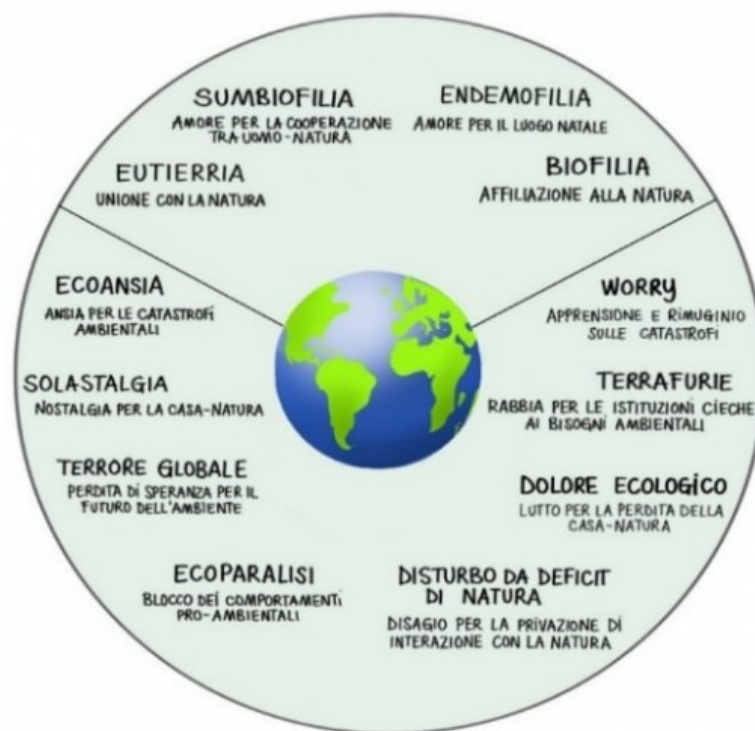 SUMBIOFILIA
AMORE PER LA COOPERAZIONE
TRA UOMO-NATURA
ENDEMOFILIA
AMORE PER IL LUOGO NATALE
EUTIERRIA
UNIONE CON LA NATURA
BIOFILIA
AFFILIAZIONE ALLA NATURA
ECOANSIA
ANSIA PER LE CATASTROFI
AMBIENTALI
WORRY
APPRENSIONE E RIMUGINIO
SULLE CATASTROFI
SOLASTALGIA
NOSTALGIA PER LA CASA-NATURA
TERRAFURIE
RABBIA PER LE ISTITUZIONI CIECHE
AI BISOGNI AMBIENTALI
TERRORE GLOBALE
PERDITA DI SPERANZA PER IL
FUTURO DELL'AMBIENTE
DOLORE ECOLOGICO
LUTTO PER LA PERDITA DELLA
CASA-NATURA
ECOPARALISI
BLOCCO DEI COMPORTAMENTI
PRO-AMBIENTALI
DISTURBO DA DEFICIT
DI NATURA
DISAGIO PER LA PRIVAZIONE DI
INTERAZIONE CON LA NATURA